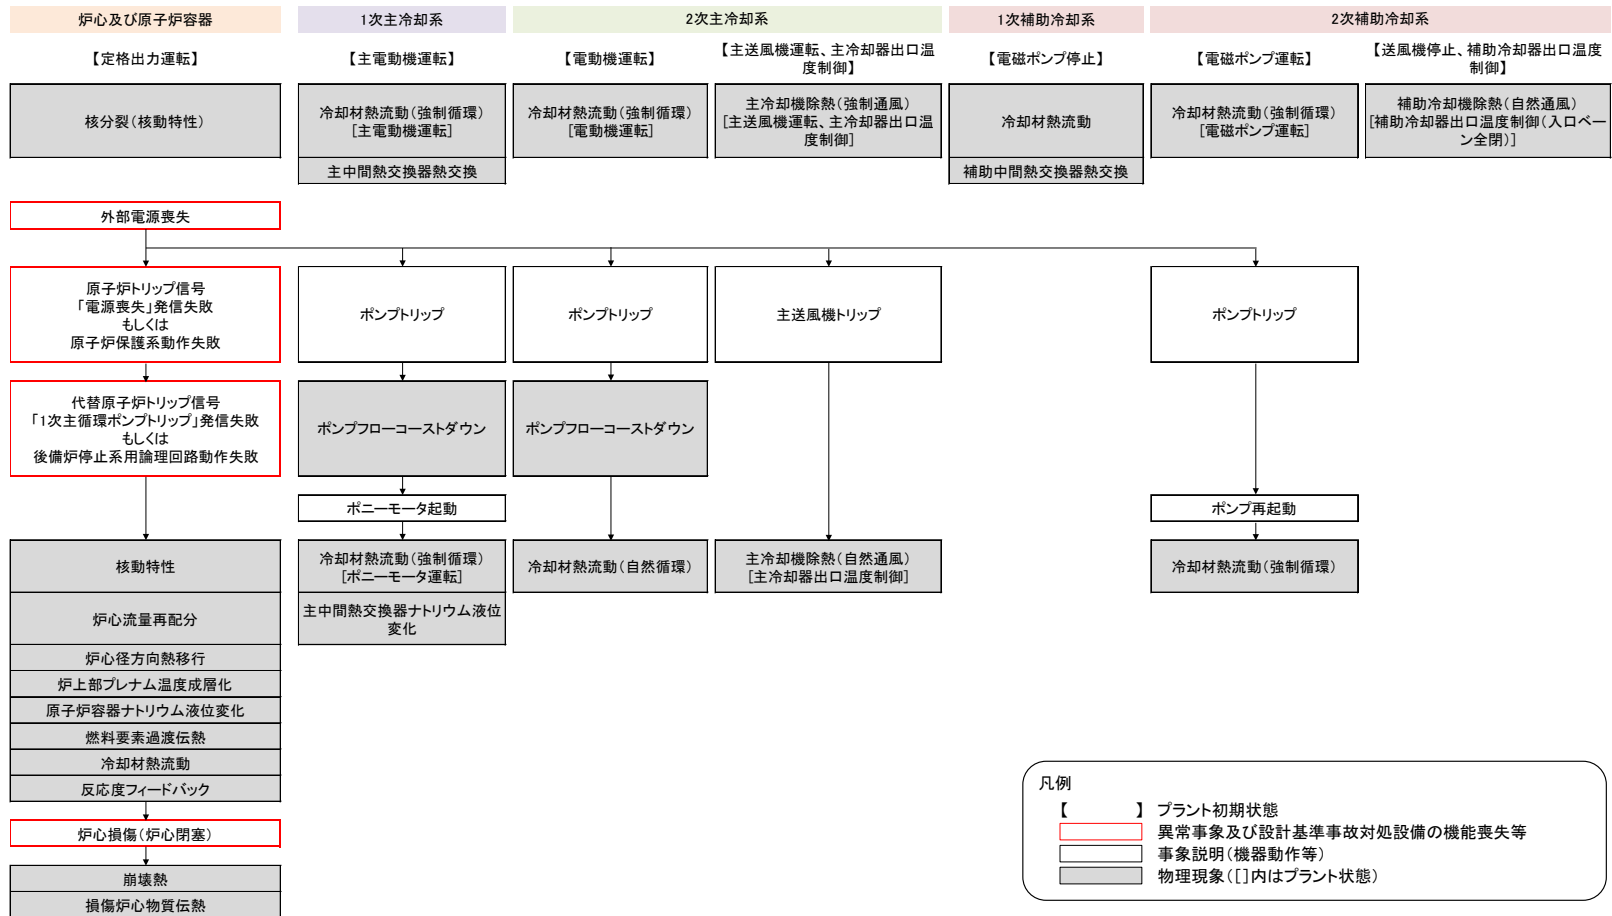 炉心及び原子炉容器
1次主冷却系
2次主冷却系
1次補助冷却系
2次補助冷却系
【定格出力運転】
【主電動機運転】
【電動機運転】
【主送風機運転、主冷却器出口温
度制御】
【電磁ポンプ停止】
【電磁ポンプ運転】
【送風機停止、補助冷却器出口温度
制御】
核分裂(核動特性)
冷却材熱流動(強制循環)
[主電動機運転]
冷却材熱流動(強制循環)
[電動機運転]
主冷却機除熱(強制通風)
[主送風機運転、主冷却器出口温
度制御]
冷却材熱流動
冷却材熱流動(強制循環)
[電磁ポンプ運転]
補助冷却機除熱(自然通風)
[補助冷却器出口温度制御(入口ベー
ン全閉)]
主中間熱交換器熱交換
補助中間熱交換器熱交換
外部電源喪失
原子炉トリップ信号
「電源喪失」発信失敗
もしくは
原子炉保護系動作失敗
ポンプトリップ
ポンプトリップ
主送風機トリップ
ポンプトリップ
代替原子炉トリップ信号
「1次主循環ポンプトリップ」発信失敗
もしくは
後備炉停止系用論理回路動作失敗
ポンプフローコーストダウン
ポンプフローコーストダウン
ポニーモータ起動
ポンプ再起動
核動特性
冷却材熱流動(強制循環)
[ポニーモータ運転]
冷却材熱流動(自然循環)
主冷却機除熱(自然通風)
[主冷却器出口温度制御]
冷却材熱流動(強制循環)
炉心流量再配分
主中間熱交換器ナトリウム液位
変化
炉心径方向熱移行
炉上部プレナム温度成層化
原子炉容器ナトリウム液位変化
燃料要素過渡伝熱
冷却材熱流動
反応度フィードバック
炉心損傷(炉心閉塞)
崩壊熱
損傷炉心物質伝熱
凡例
【 】 プラント初期状態
異常事象及び設計基準事故対処設備の機能喪失等
事象説明(機器動作等)
物理現象([]内はプラント状態)